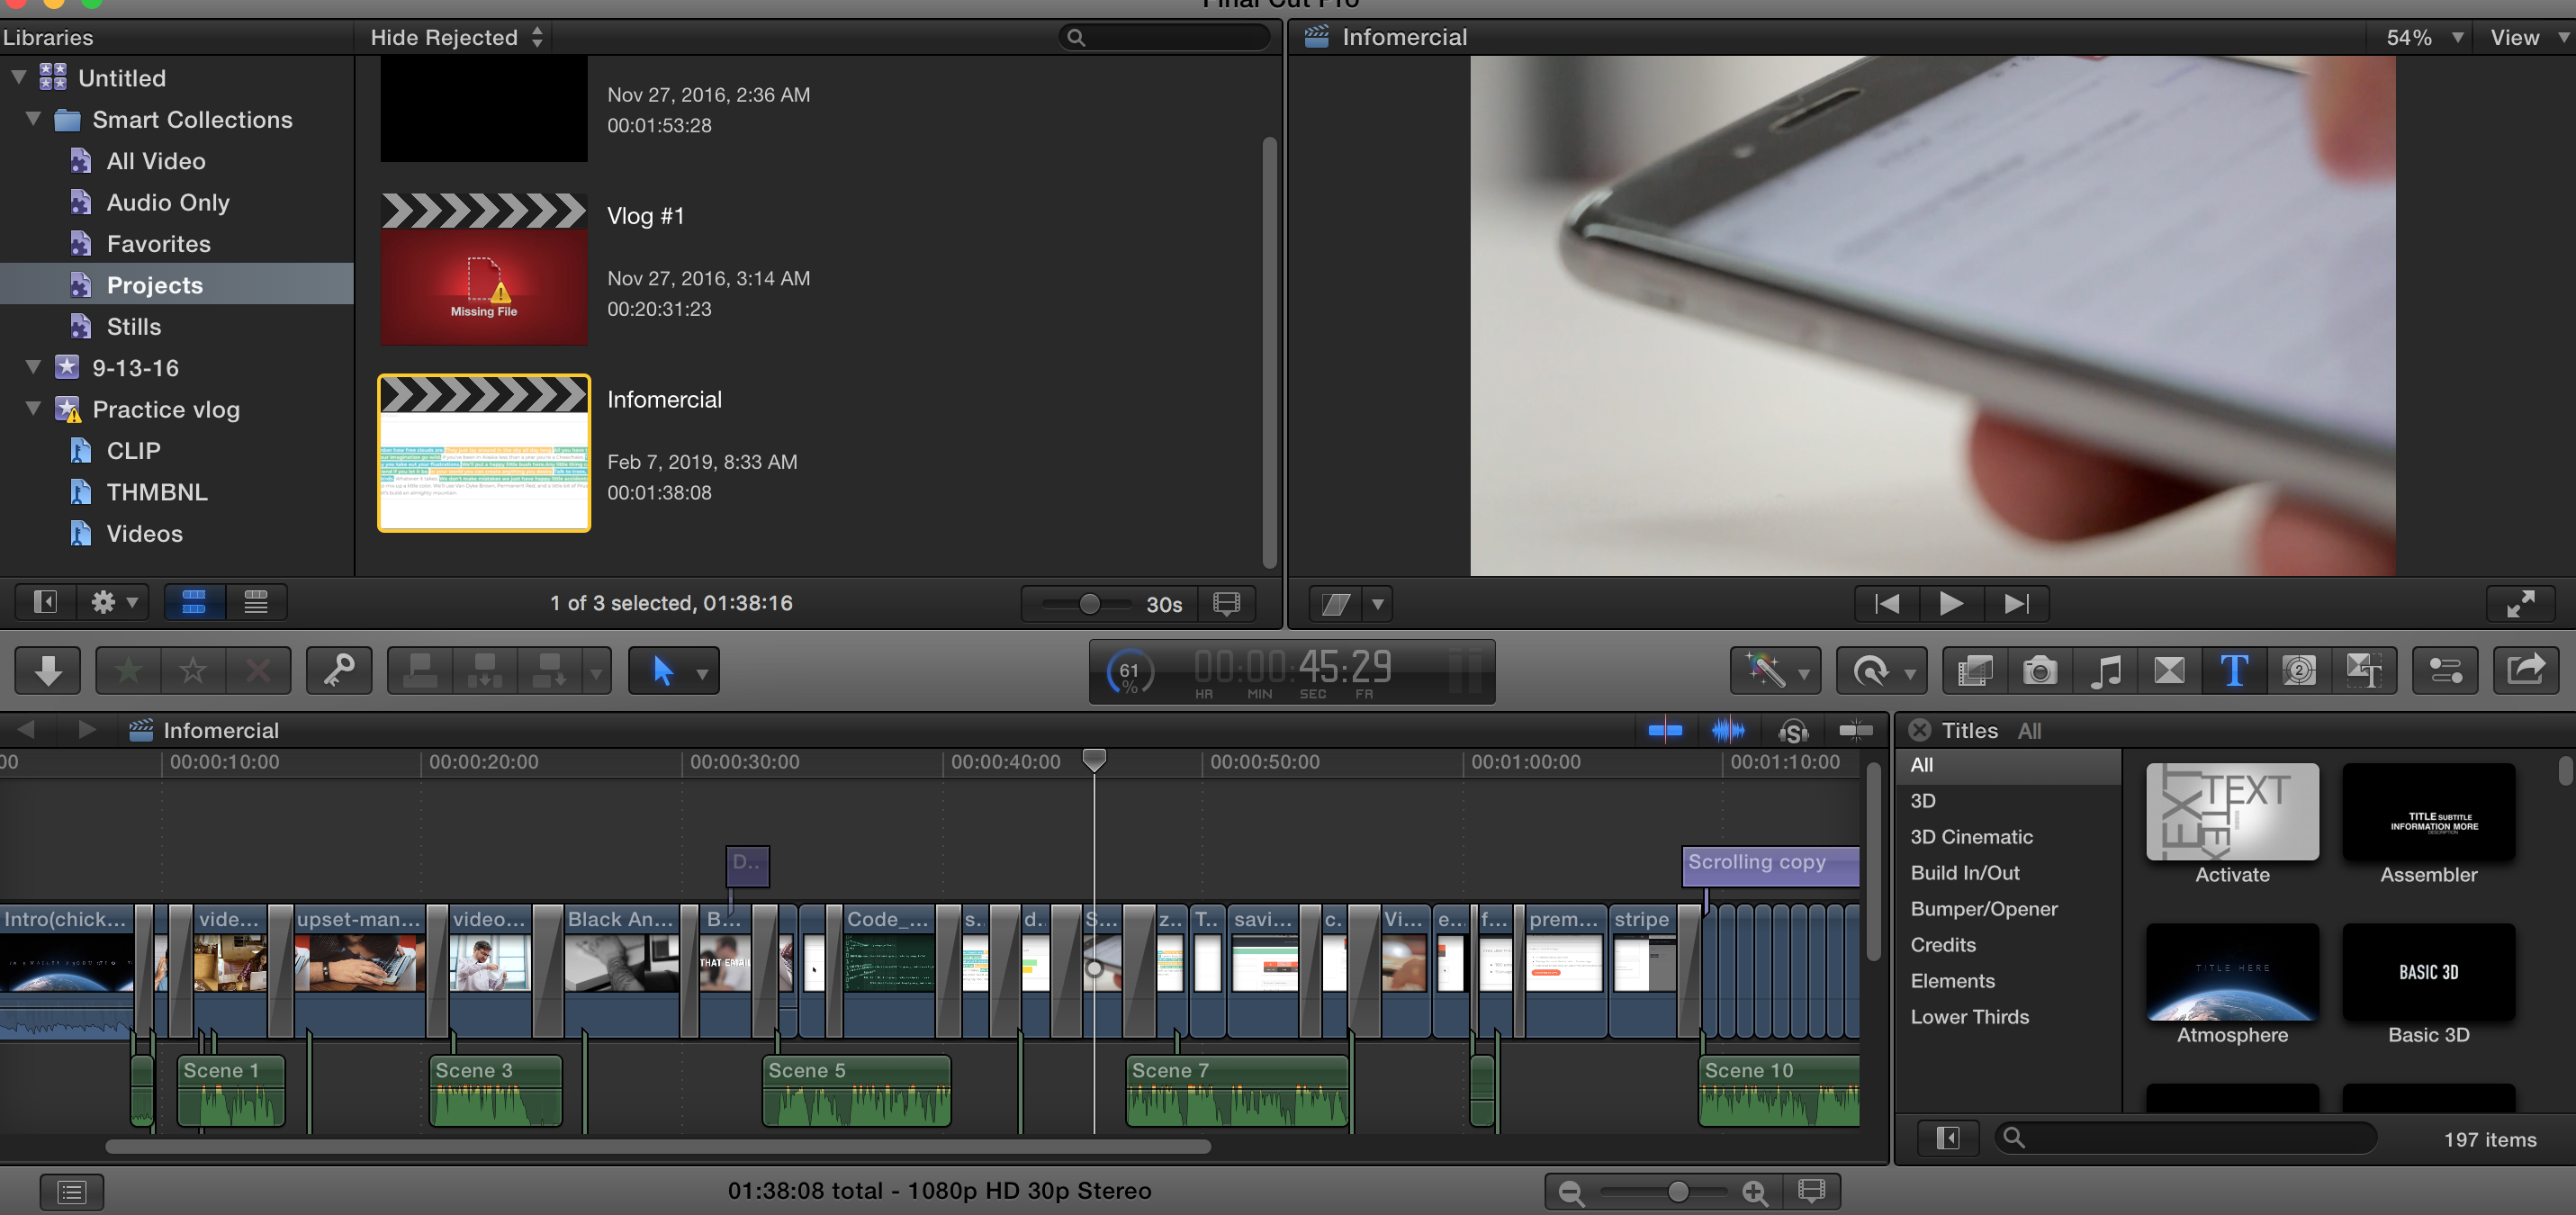 Final Cut Pro
Libraries
Hide Rejected
Infomercial
54%
View
Untitled
Smart Collections
All Video
Audio Only
Favorites
Projects
Stills
9-13-16
Practice vlog
CLIP
THMBNL
Videos
Nov 27, 2016, 2:36 AM
00:01:53:28
Vlog #1
Missing File
Nov 27, 2016, 3:14 AM
00:20:31:23
Infomercial
Feb 7, 2019, 8:33 AM
00:01:38:08
1 of 3 selected, 01:38:16
30s
61
%
00:00:45:29
HR MIN SEC FR
2
T
T
Infomercial
S
00 00:00:10:00 00:00:20:00 00:00:30:00 00:00:40:00 00:00:50:00 00:01:00:00 00:01:10:00
D..
Scrolling copy
Intro(chick... vide... upset-man... video... Black An... B... Code_... s.. d.. S... z... T.. savi... c.. Vi... e... f... prem... stripe
THAT EMAIL
Scene 1
Scene 3
Scene 5
Scene 7
Scene 10
01:38:08 total - 1080p HD 30p Stereo
Titles All
All
3D
3D Cinematic
Build In/Out
Bumper/Opener
Credits
Elements
Lower Thirds
TEXT
TEXT
TEXT
Activate
TITLE SUBTITLE
INFORMATION MORE
DESCRIPTION
Assembler
TITLE HERE
Atmosphere
BASIC 3D
Basic 3D
197 items